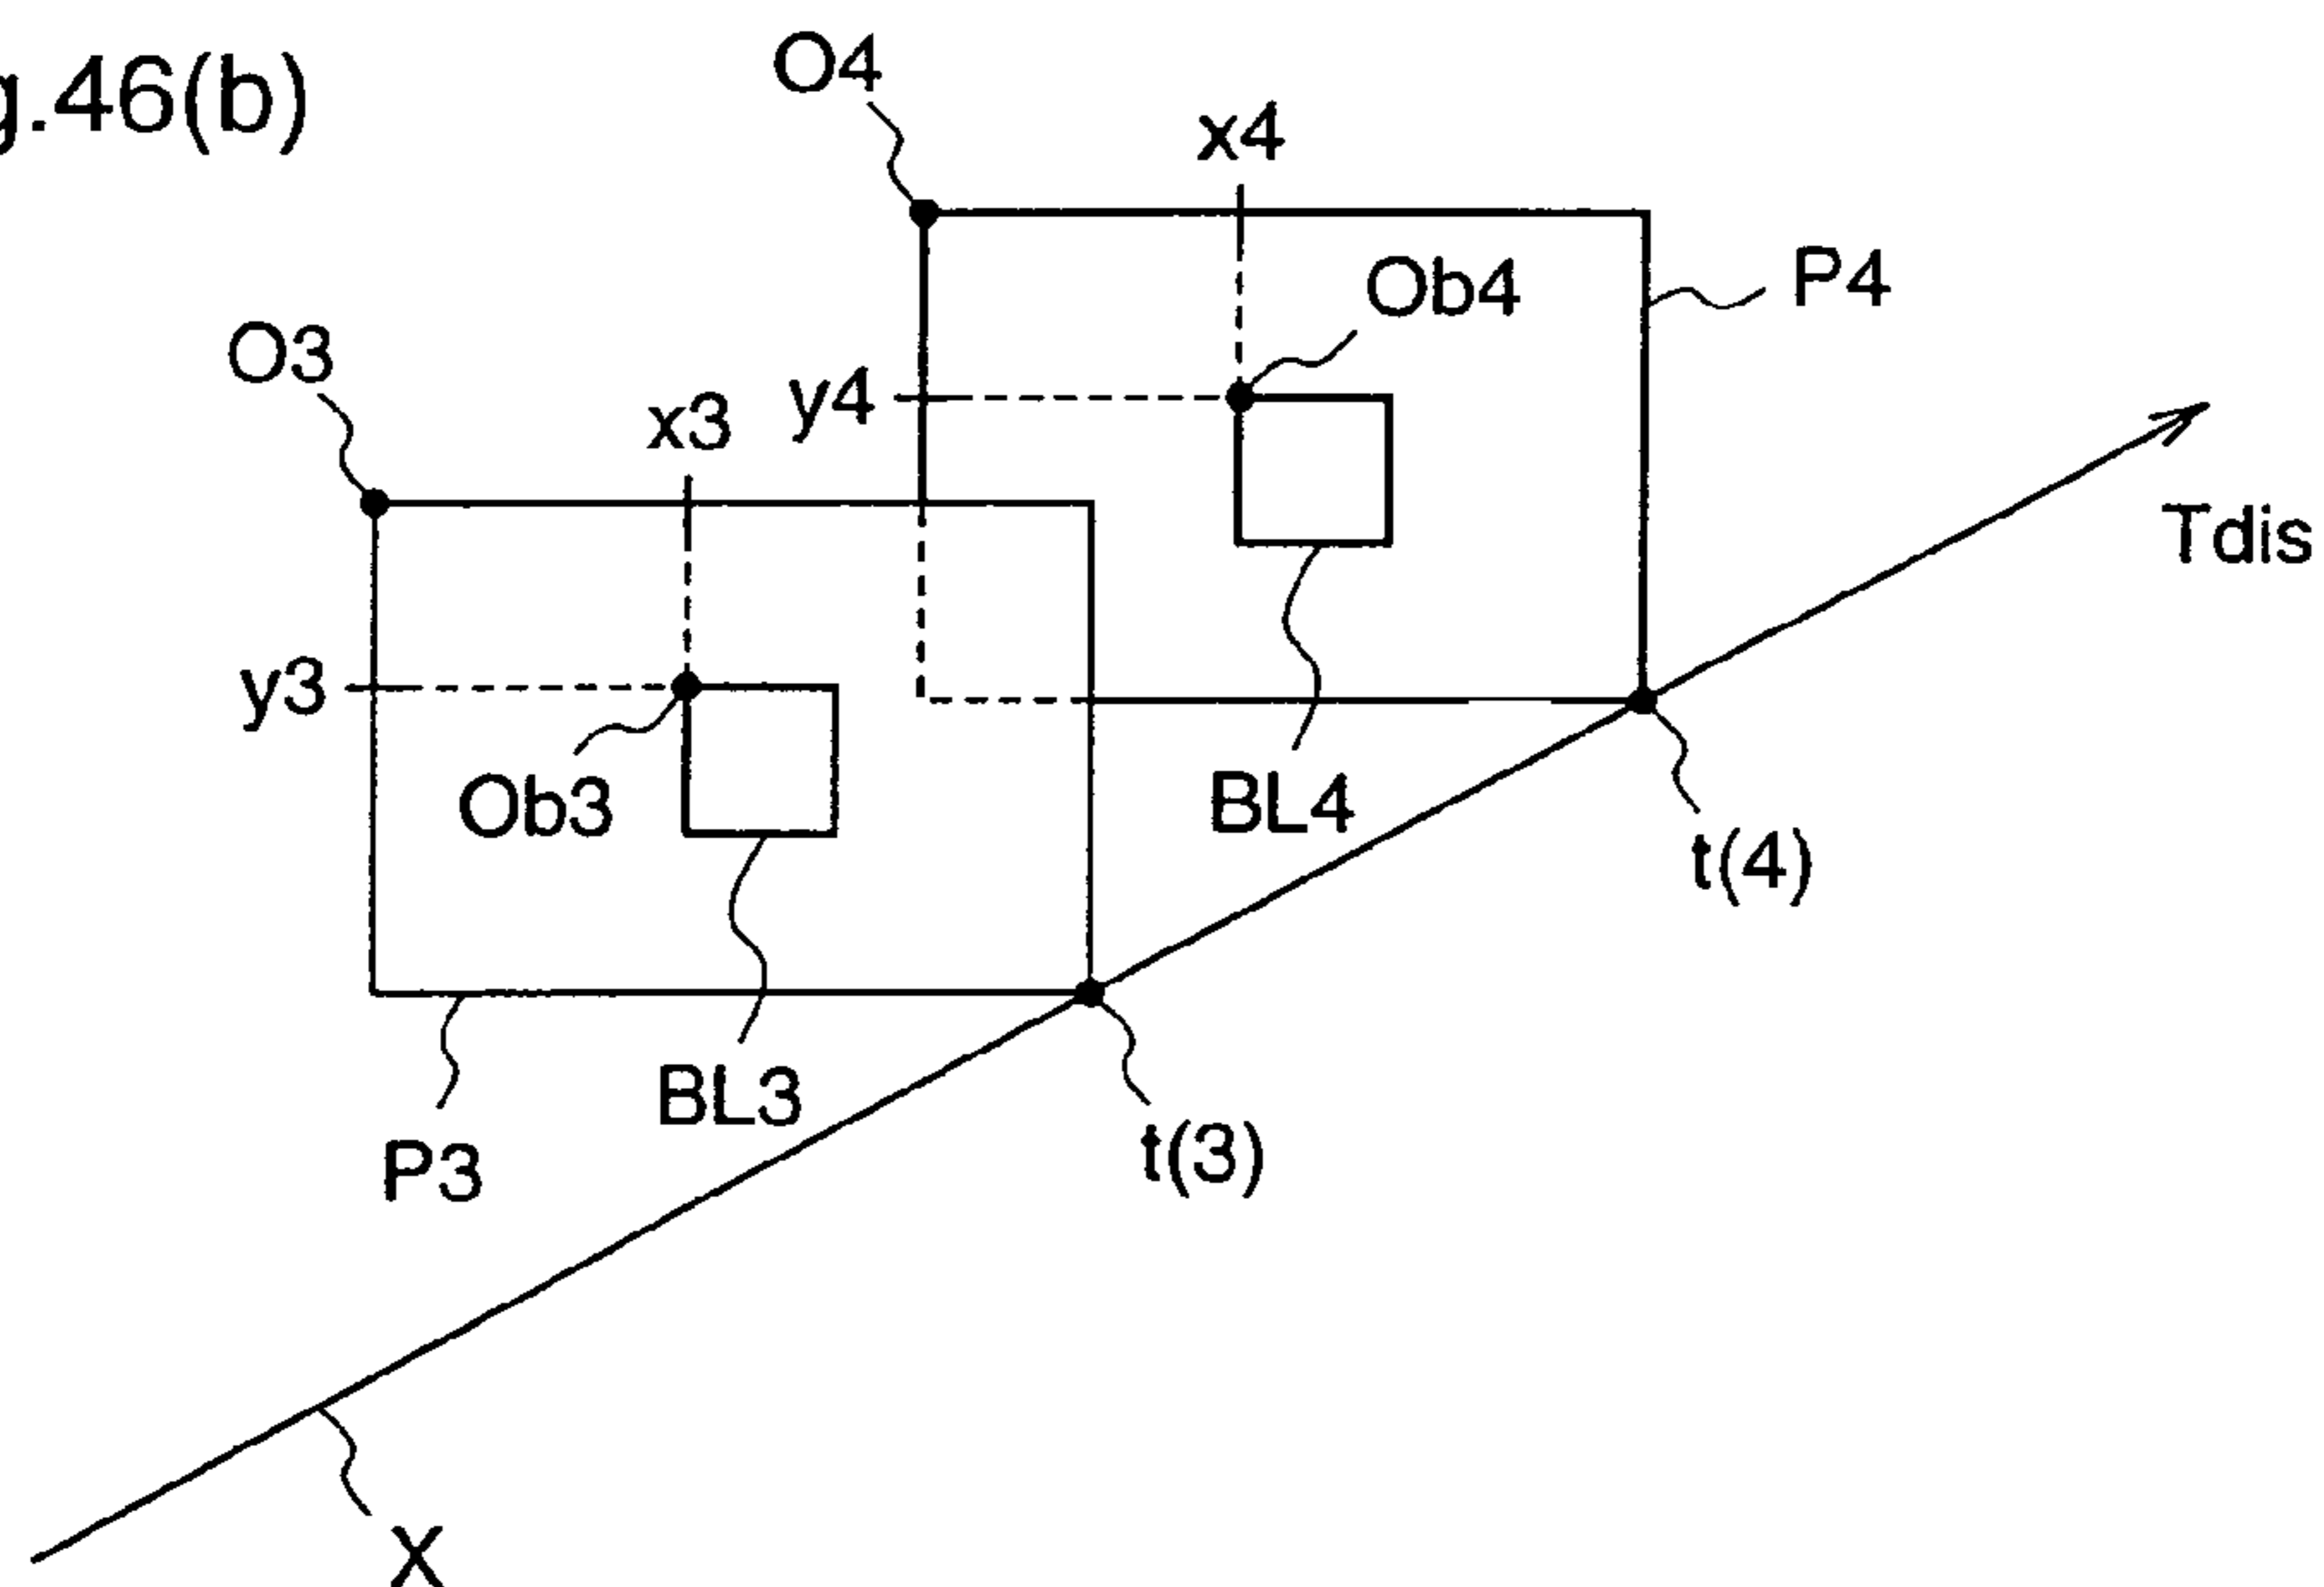 g.46(b)
O4
x4
Ob4
P4
O3
x3
y4
Tdis
y3
Ob3
BL4
t(4)
BL3
t(3)
P3
X